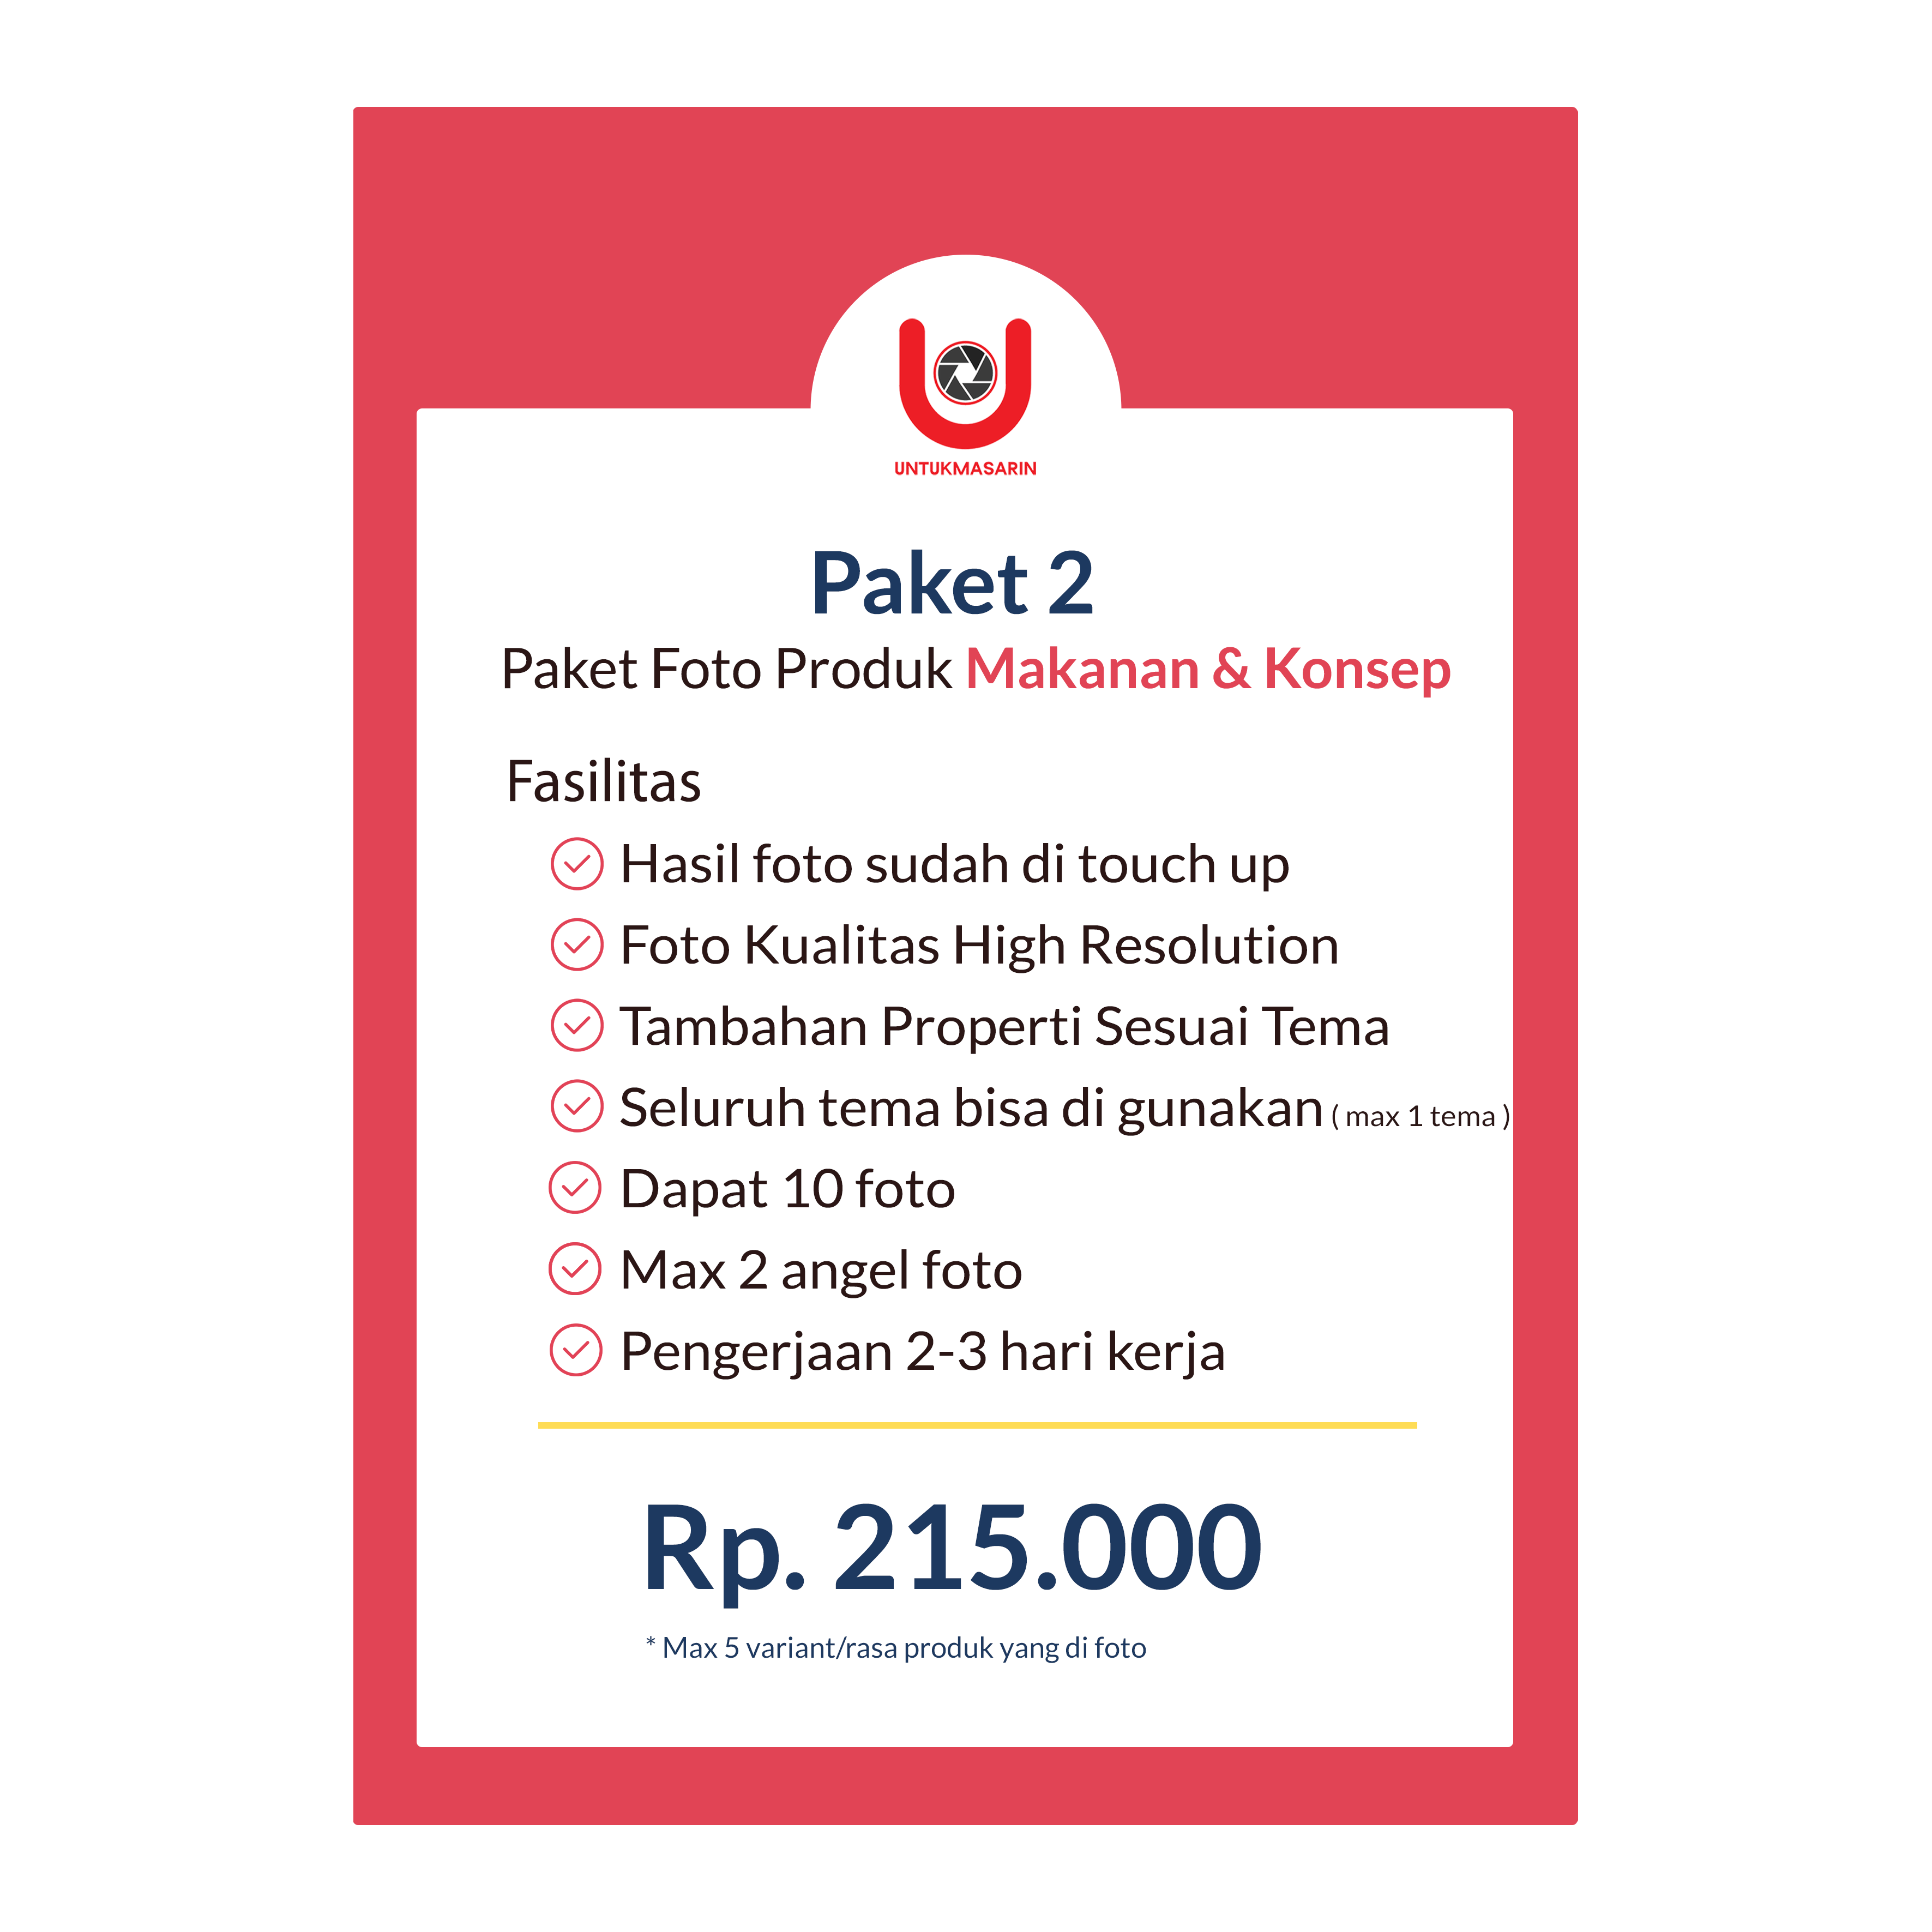 UNTUKMASARIN
Paket 2
Paket Foto Produk Makanan & Konsep
Fasilitas
Hasil foto sudah di touch up
Foto Kualitas High Resolution
Tambahan Properti Sesuai Tema
Seluruh tema bisa di gunakan ( max 1 tema )
Dapat 10 foto
Max 2 angel foto
Pengerjaan 2-3 hari kerja
Rp. 215.000
* Max 5 variant/rasa produk yang di foto